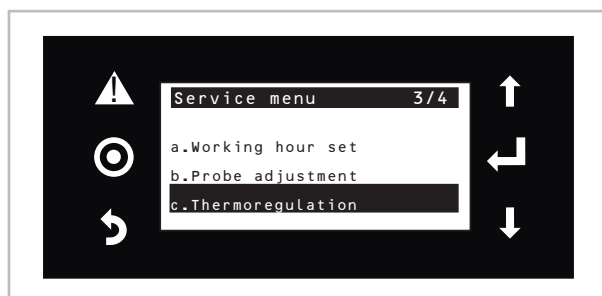 Service menu 3/4
a.Working hour set
b.Probe adjustment
c.Thermoregulation